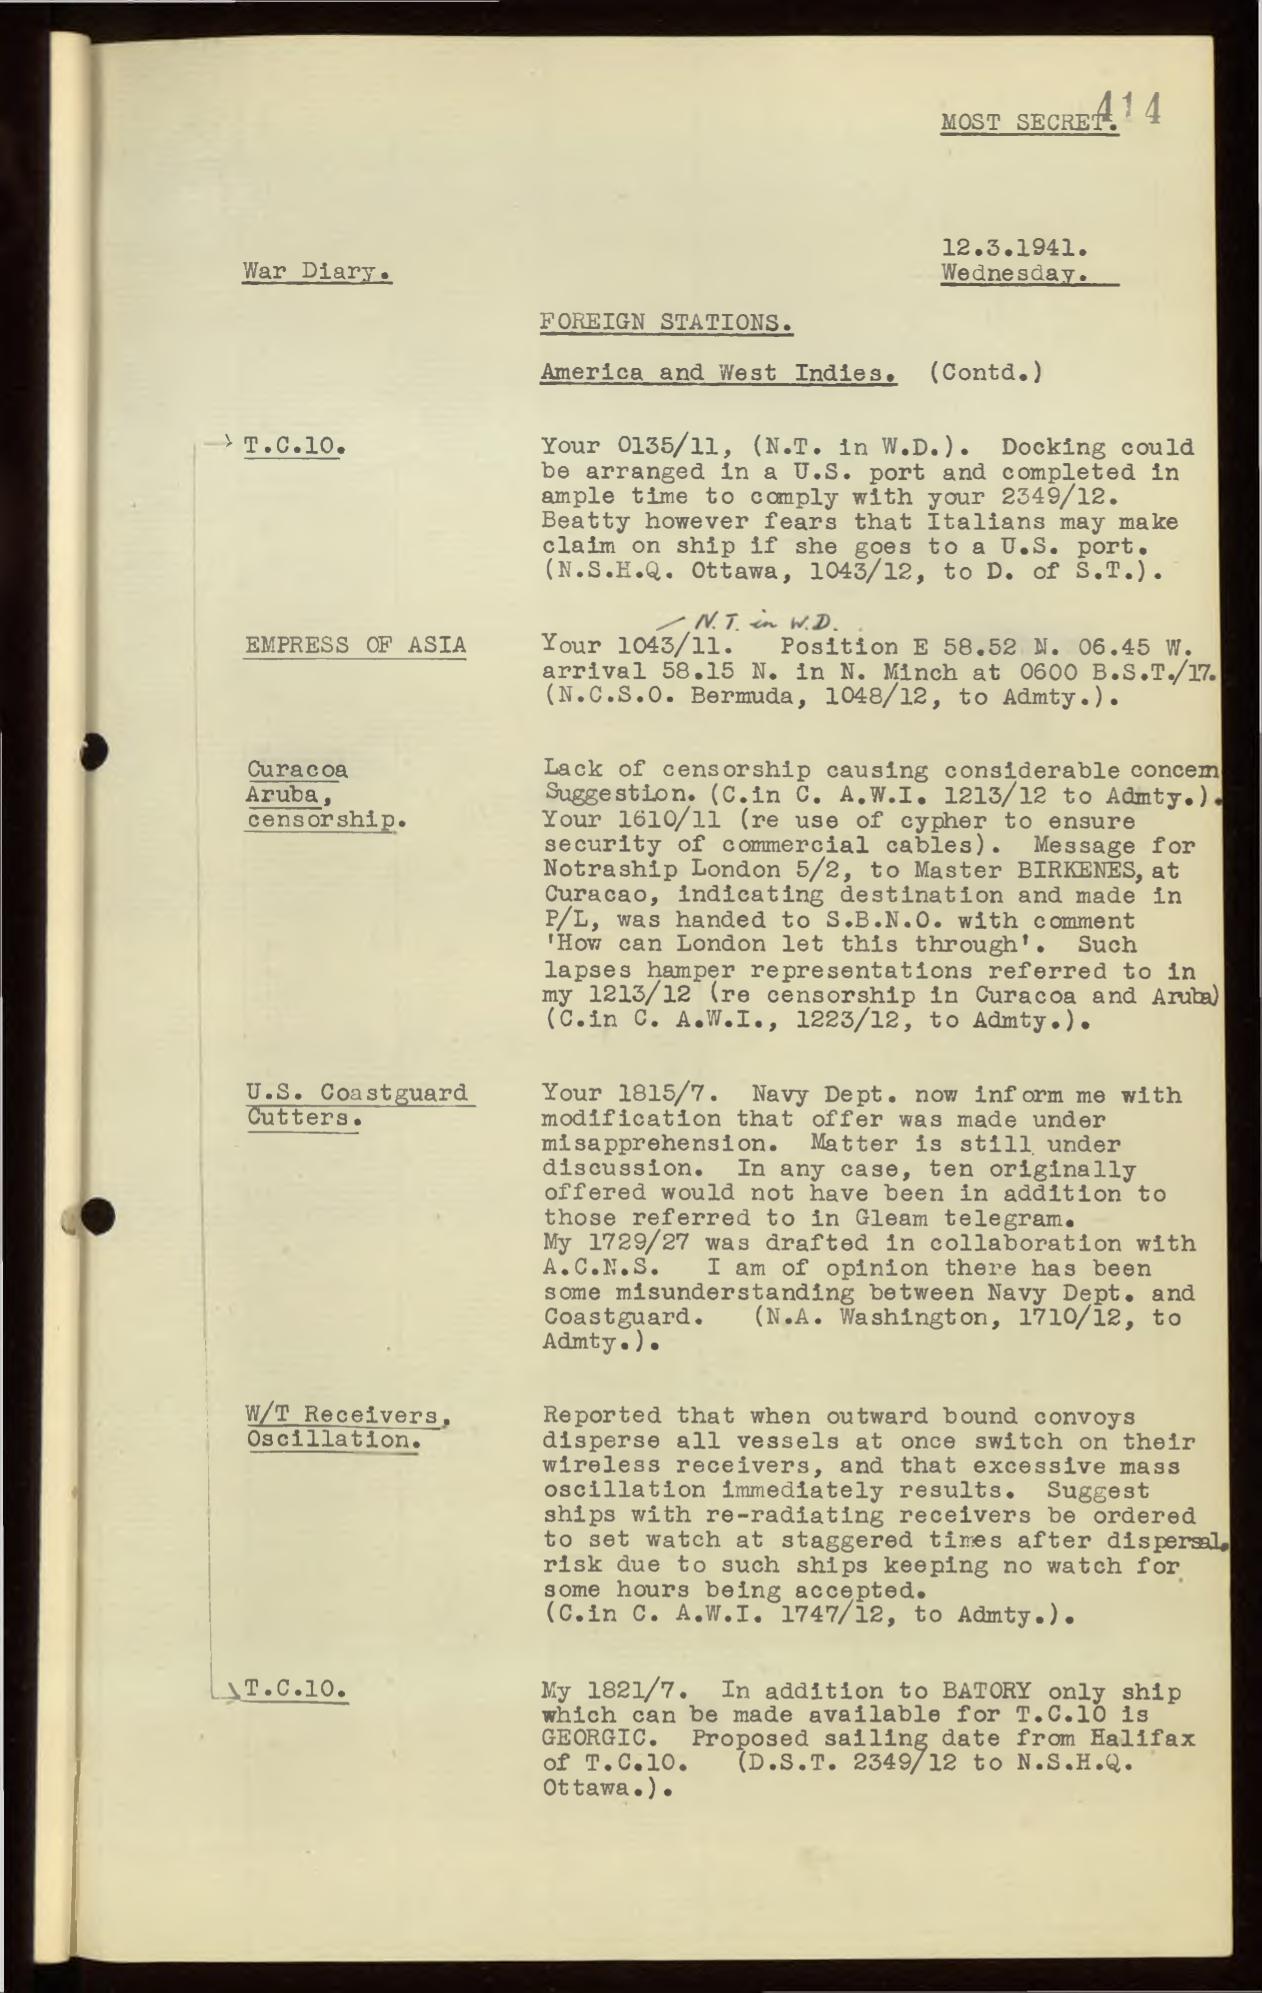 414
MOST SECRET.
12.3.1941.
War Diary.
Wednesday.
FOREIGN STATIONS.
America and West Indies. (Contd.)
T.C.10.
Your 0135/11, (N.T. in W.D.). Docking could
be arranged in a U.S. port and completed in
ample time to comply with your 2349/12.
Beatty however fears that Italians may make
claim on ship if she goes to a U.S. port.
(N.S.H.Q. Ottawa, 1043/12, to D. of S.T.).
N.T. in W.D.
EMPRESS OF ASIA
Your 1043/11. Position E 58.52 N. 06.45 W.
arrival 58.15 N. in N. Minch at 0600 B.S.T./17.
(N.C.S.O. Bermuda, 1048/12, to Admty.).
Curacoa
Aruba,
censorship.
Lack of censorship causing considerable concern
Suggestion. (C.in C. A.W.I. 1213/12 to Admty.).
Your 1610/11 (re use of cypher to ensure
security of commercial cables). Message for
Notraship London 5/2, to Master BIRKENES, at
Curacao, indicating destination and made in
P/L, was handed to S.B.N.O. with comment
'How can London let this through'. Such
lapses hamper representations referred to in
my 1213/12 (re censorship in Curacoa and Aruba)
(C.in C. A.W.I., 1223/12, to Admty.).
U.S. Coastguard
Cutters.
Your 1815/7. Navy Dept. now inform me with
modification that offer was made under
misapprehension. Matter is still under
discussion. In any case, ten originally
offered would not have been in addition to
those referred to in Gleam telegram.
My 1729/27 was drafted in collaboration with
A.C.N.S. I am of opinion there has been
some misunderstanding between Navy Dept. and
Coastguard. (N.A. Washington, 1710/12, to
Admty.).
W/T Receivers,
Oscillation.
Reported that when outward bound convoys
disperse all vessels at once switch on their
wireless receivers, and that excessive mass
oscillation immediately results. Suggest
ships with re-radiating receivers be ordered
to set watch at staggered times after dispersal,
risk due to such ships keeping no watch for
some hours being accepted.
(C.in C. A.W.I. 1747/12, to Admty.).
T.C.10.
My 1821/7. In addition to BATORY only ship
which can be made available for T.C.10 is
GEORGIC. Proposed sailing date from Halifax
of T.C.10. (D.S.T. 2349/12 to N.S.H.Q.
Ottawa.).